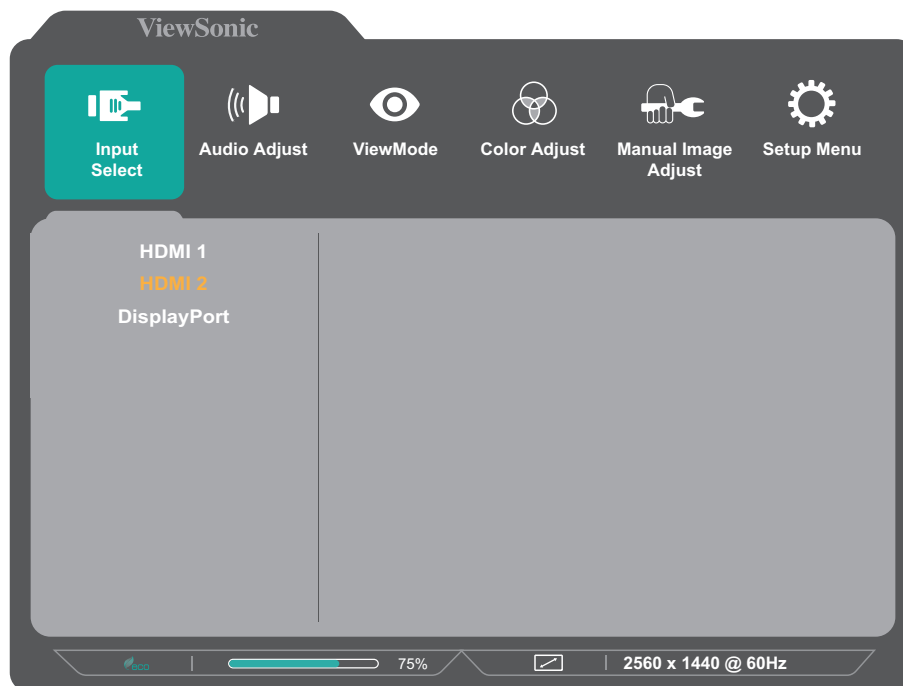 ViewSonic
Input
Select
Audio Adjust
ViewMode
Color Adjust
Manual Image
Adjust
Setup Menu
HDMI 1
HDMI 2
DisplayPort
eco
75%
2560 x 1440 @ 60Hz